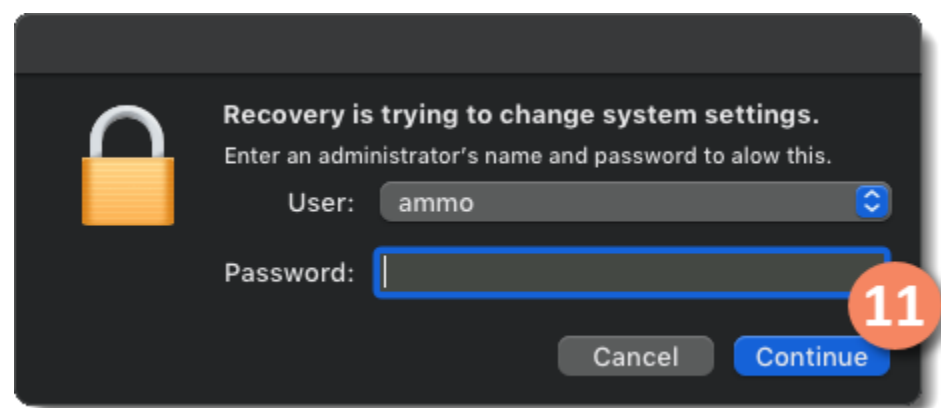 Recovery is trying to change system settings.
Enter an administrator's name and password to alow this.
User: ammo
Password:
11
Cancel Continue